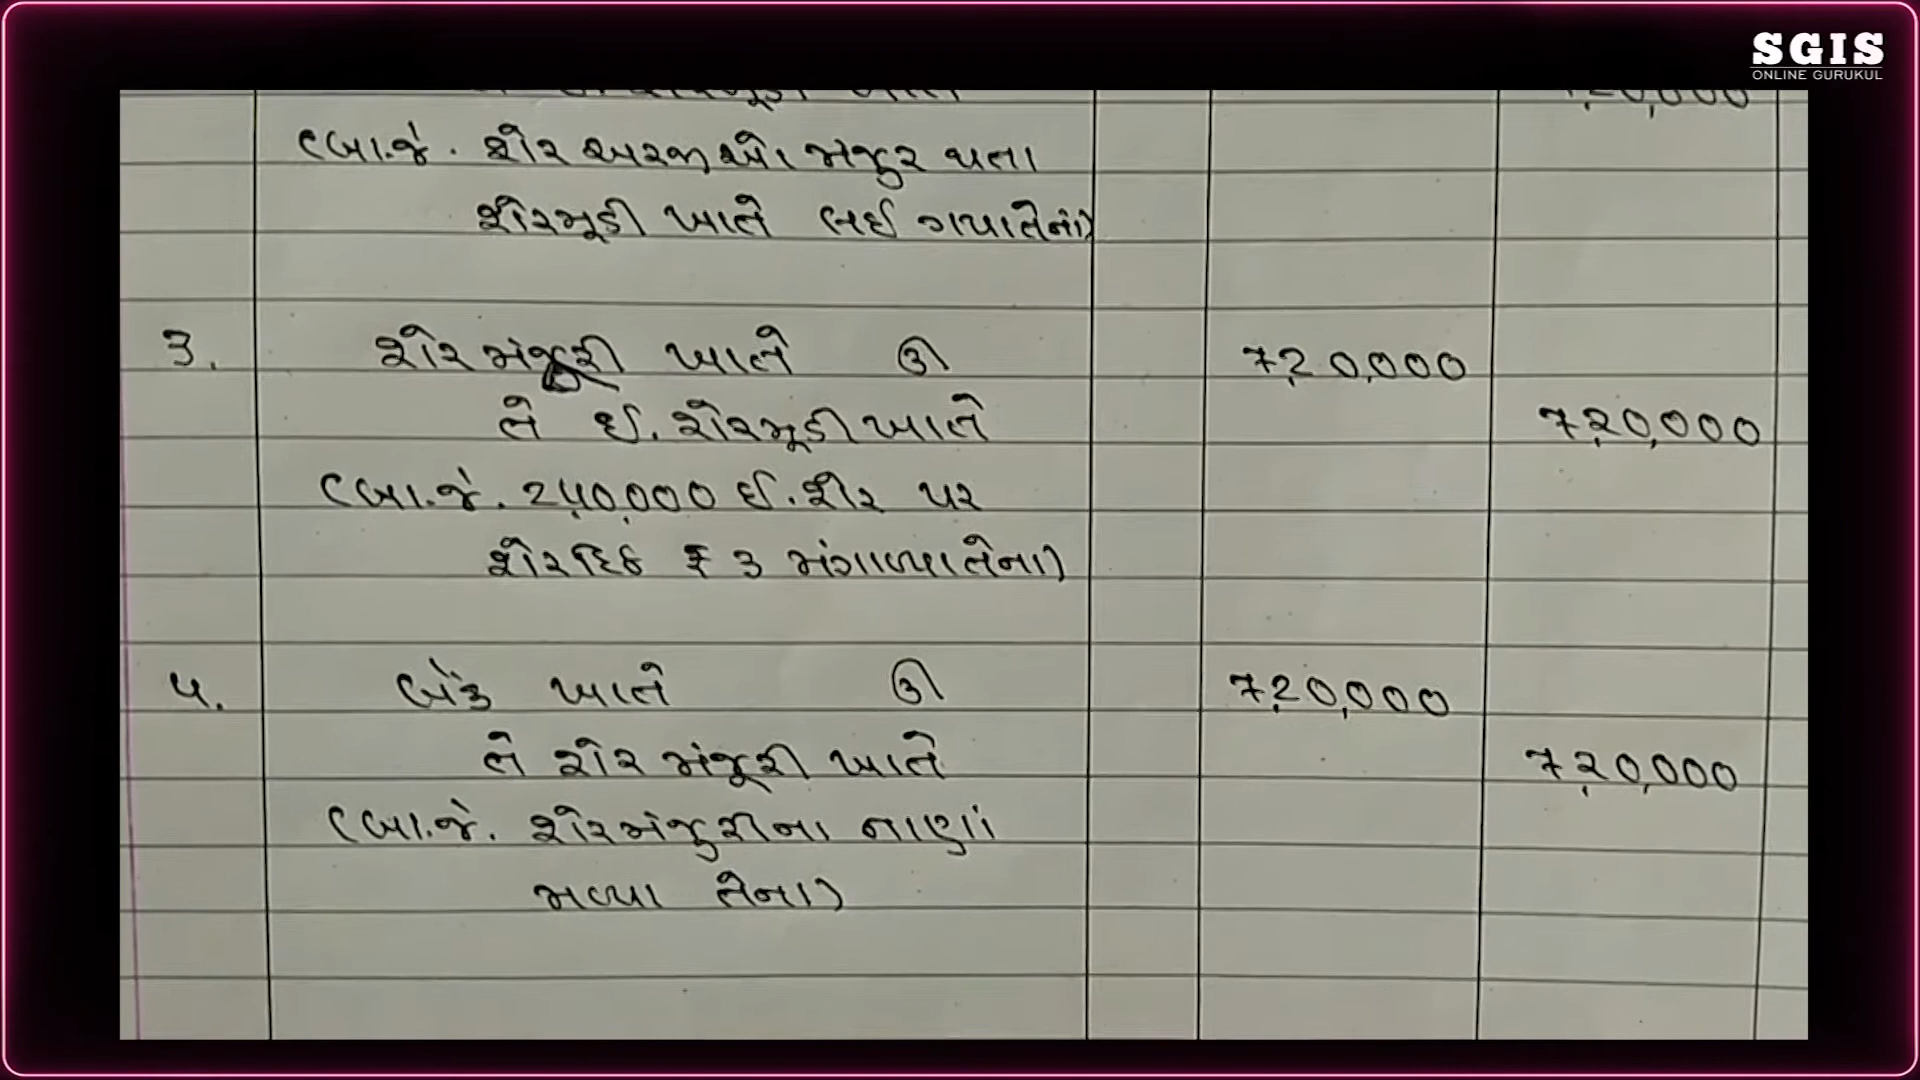 SGIS
ONLINE GURUKUL
(બા.જે. શેર અરજીઓ મંજુર થતા
શેરમૂડી ખાતે લઈ ગયા તેનાં)
3. શેર મંજૂરી ખાતે ઉ 7,20,000
તે ઈ. શેરમૂડી ખાતે 7,20,000
(બા.જે. 2,40,000 ઈ. શેર પર
શેરદિઠ ₹ 3 મંગાવ્યા તેના)
4. બેંક ખાતે ઉ 7,20,000
તે શેર મંજૂરી ખાતે 7,20,000
(બા.જે. શેરમંજુરીના નાણાં
મળ્યા તેના)